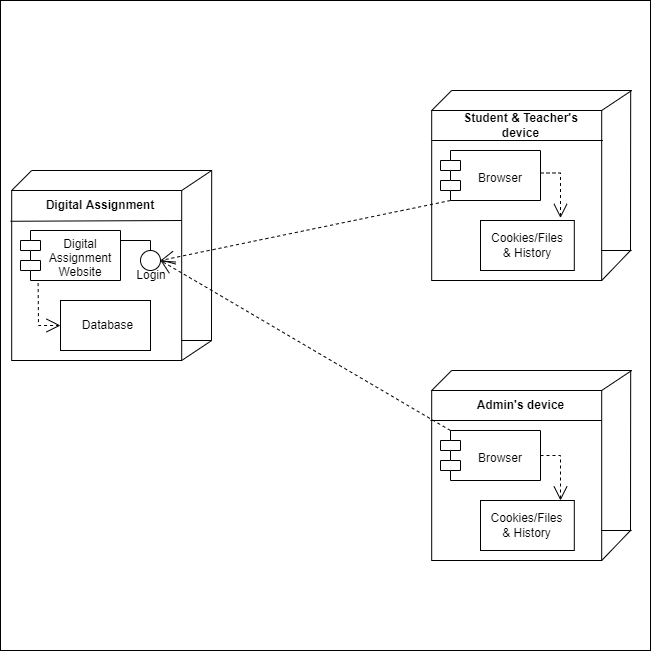 Student & Teacher's
device
Browser
Cookies/Files
& History
Digital Assignment
Digital
Assignment
Website
Login
Database
Admin's device
Browser
Cookies/Files
& History